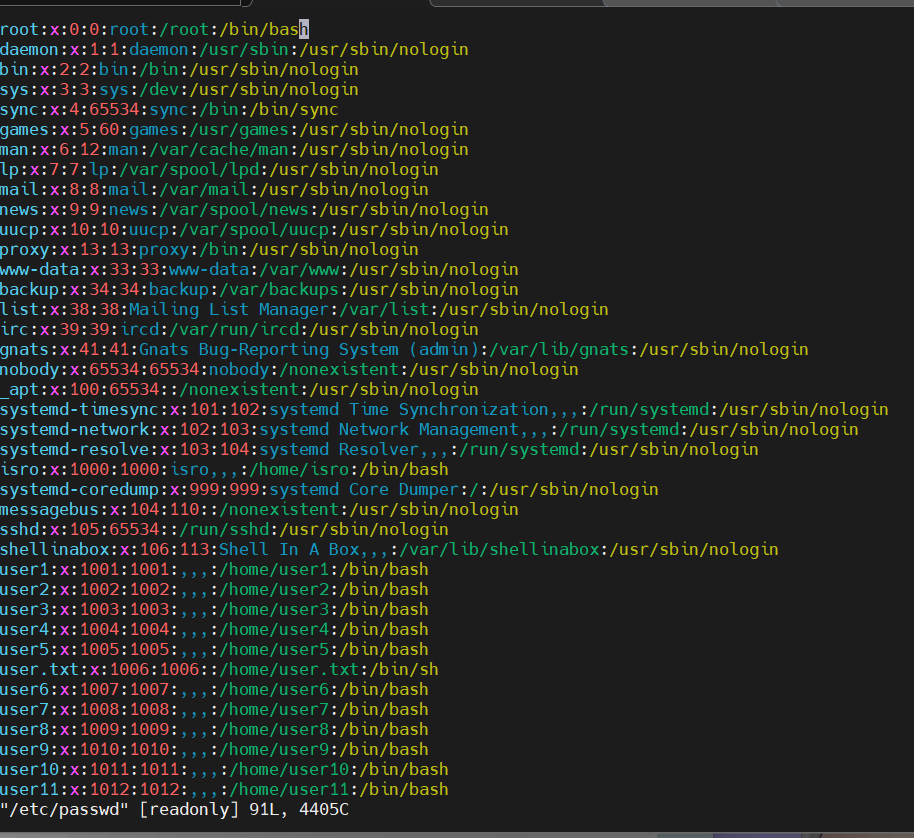 root:x:0:0:root:/root:/bin/bash
daemon:x:1:1:daemon:/usr/sbin:/usr/sbin/nologin
bin:x:2:2:bin:/bin:/usr/sbin/nologin
sys:x:3:3:sys:/dev:/usr/sbin/nologin
sync:x:4:65534:sync:/bin:/bin/sync
games:x:5:60:games:/usr/games:/usr/sbin/nologin
man:x:6:12:man:/var/cache/man:/usr/sbin/nologin
lp:x:7:7:lp:/var/spool/lpd:/usr/sbin/nologin
mail:x:8:8:mail:/var/mail:/usr/sbin/nologin
news:x:9:9:news:/var/spool/news:/usr/sbin/nologin
uucp:x:10:10:uucp:/var/spool/uucp:/usr/sbin/nologin
proxy:x:13:13:proxy:/bin:/usr/sbin/nologin
www-data:x:33:33:www-data:/var/www:/usr/sbin/nologin
backup:x:34:34:backup:/var/backups:/usr/sbin/nologin
list:x:38:38:Mailing List Manager:/var/list:/usr/sbin/nologin
irc:x:39:39:ircd:/var/run/ircd:/usr/sbin/nologin
gnats:x:41:41:Gnats Bug-Reporting System (admin):/var/lib/gnats:/usr/sbin/nologin
nobody:x:65534:65534:nobody:/nonexistent:/usr/sbin/nologin
_apt:x:100:65534::/nonexistent:/usr/sbin/nologin
systemd-timesync:x:101:102:systemd Time Synchronization,,,:/run/systemd:/usr/sbin/nologin
systemd-network:x:102:103:systemd Network Management,,,:/run/systemd:/usr/sbin/nologin
systemd-resolve:x:103:104:systemd Resolver,,,:/run/systemd:/usr/sbin/nologin
isro:x:1000:1000:isro,,,:/home/isro:/bin/bash
systemd-coredump:x:999:999:systemd Core Dumper:/:/usr/sbin/nologin
messagebus:x:104:110::/nonexistent:/usr/sbin/nologin
sshd:x:105:65534::/run/sshd:/usr/sbin/nologin
shellinabox:x:106:113:Shell In A Box,,,:/var/lib/shellinabox:/usr/sbin/nologin
user1:x:1001:1001:,,,:/home/user1:/bin/bash
user2:x:1002:1002:,,,:/home/user2:/bin/bash
user3:x:1003:1003:,,,:/home/user3:/bin/bash
user4:x:1004:1004:,,,:/home/user4:/bin/bash
user5:x:1005:1005:,,,:/home/user5:/bin/bash
user.txt:x:1006:1006::/home/user.txt:/bin/sh
user6:x:1007:1007:,,,:/home/user6:/bin/bash
user7:x:1008:1008:,,,:/home/user7:/bin/bash
user8:x:1009:1009:,,,:/home/user8:/bin/bash
user9:x:1010:1010:,,,:/home/user9:/bin/bash
user10:x:1011:1011:,,,:/home/user10:/bin/bash
user11:x:1012:1012:,,,:/home/user11:/bin/bash
"/etc/passwd" [readonly] 91L, 4405C